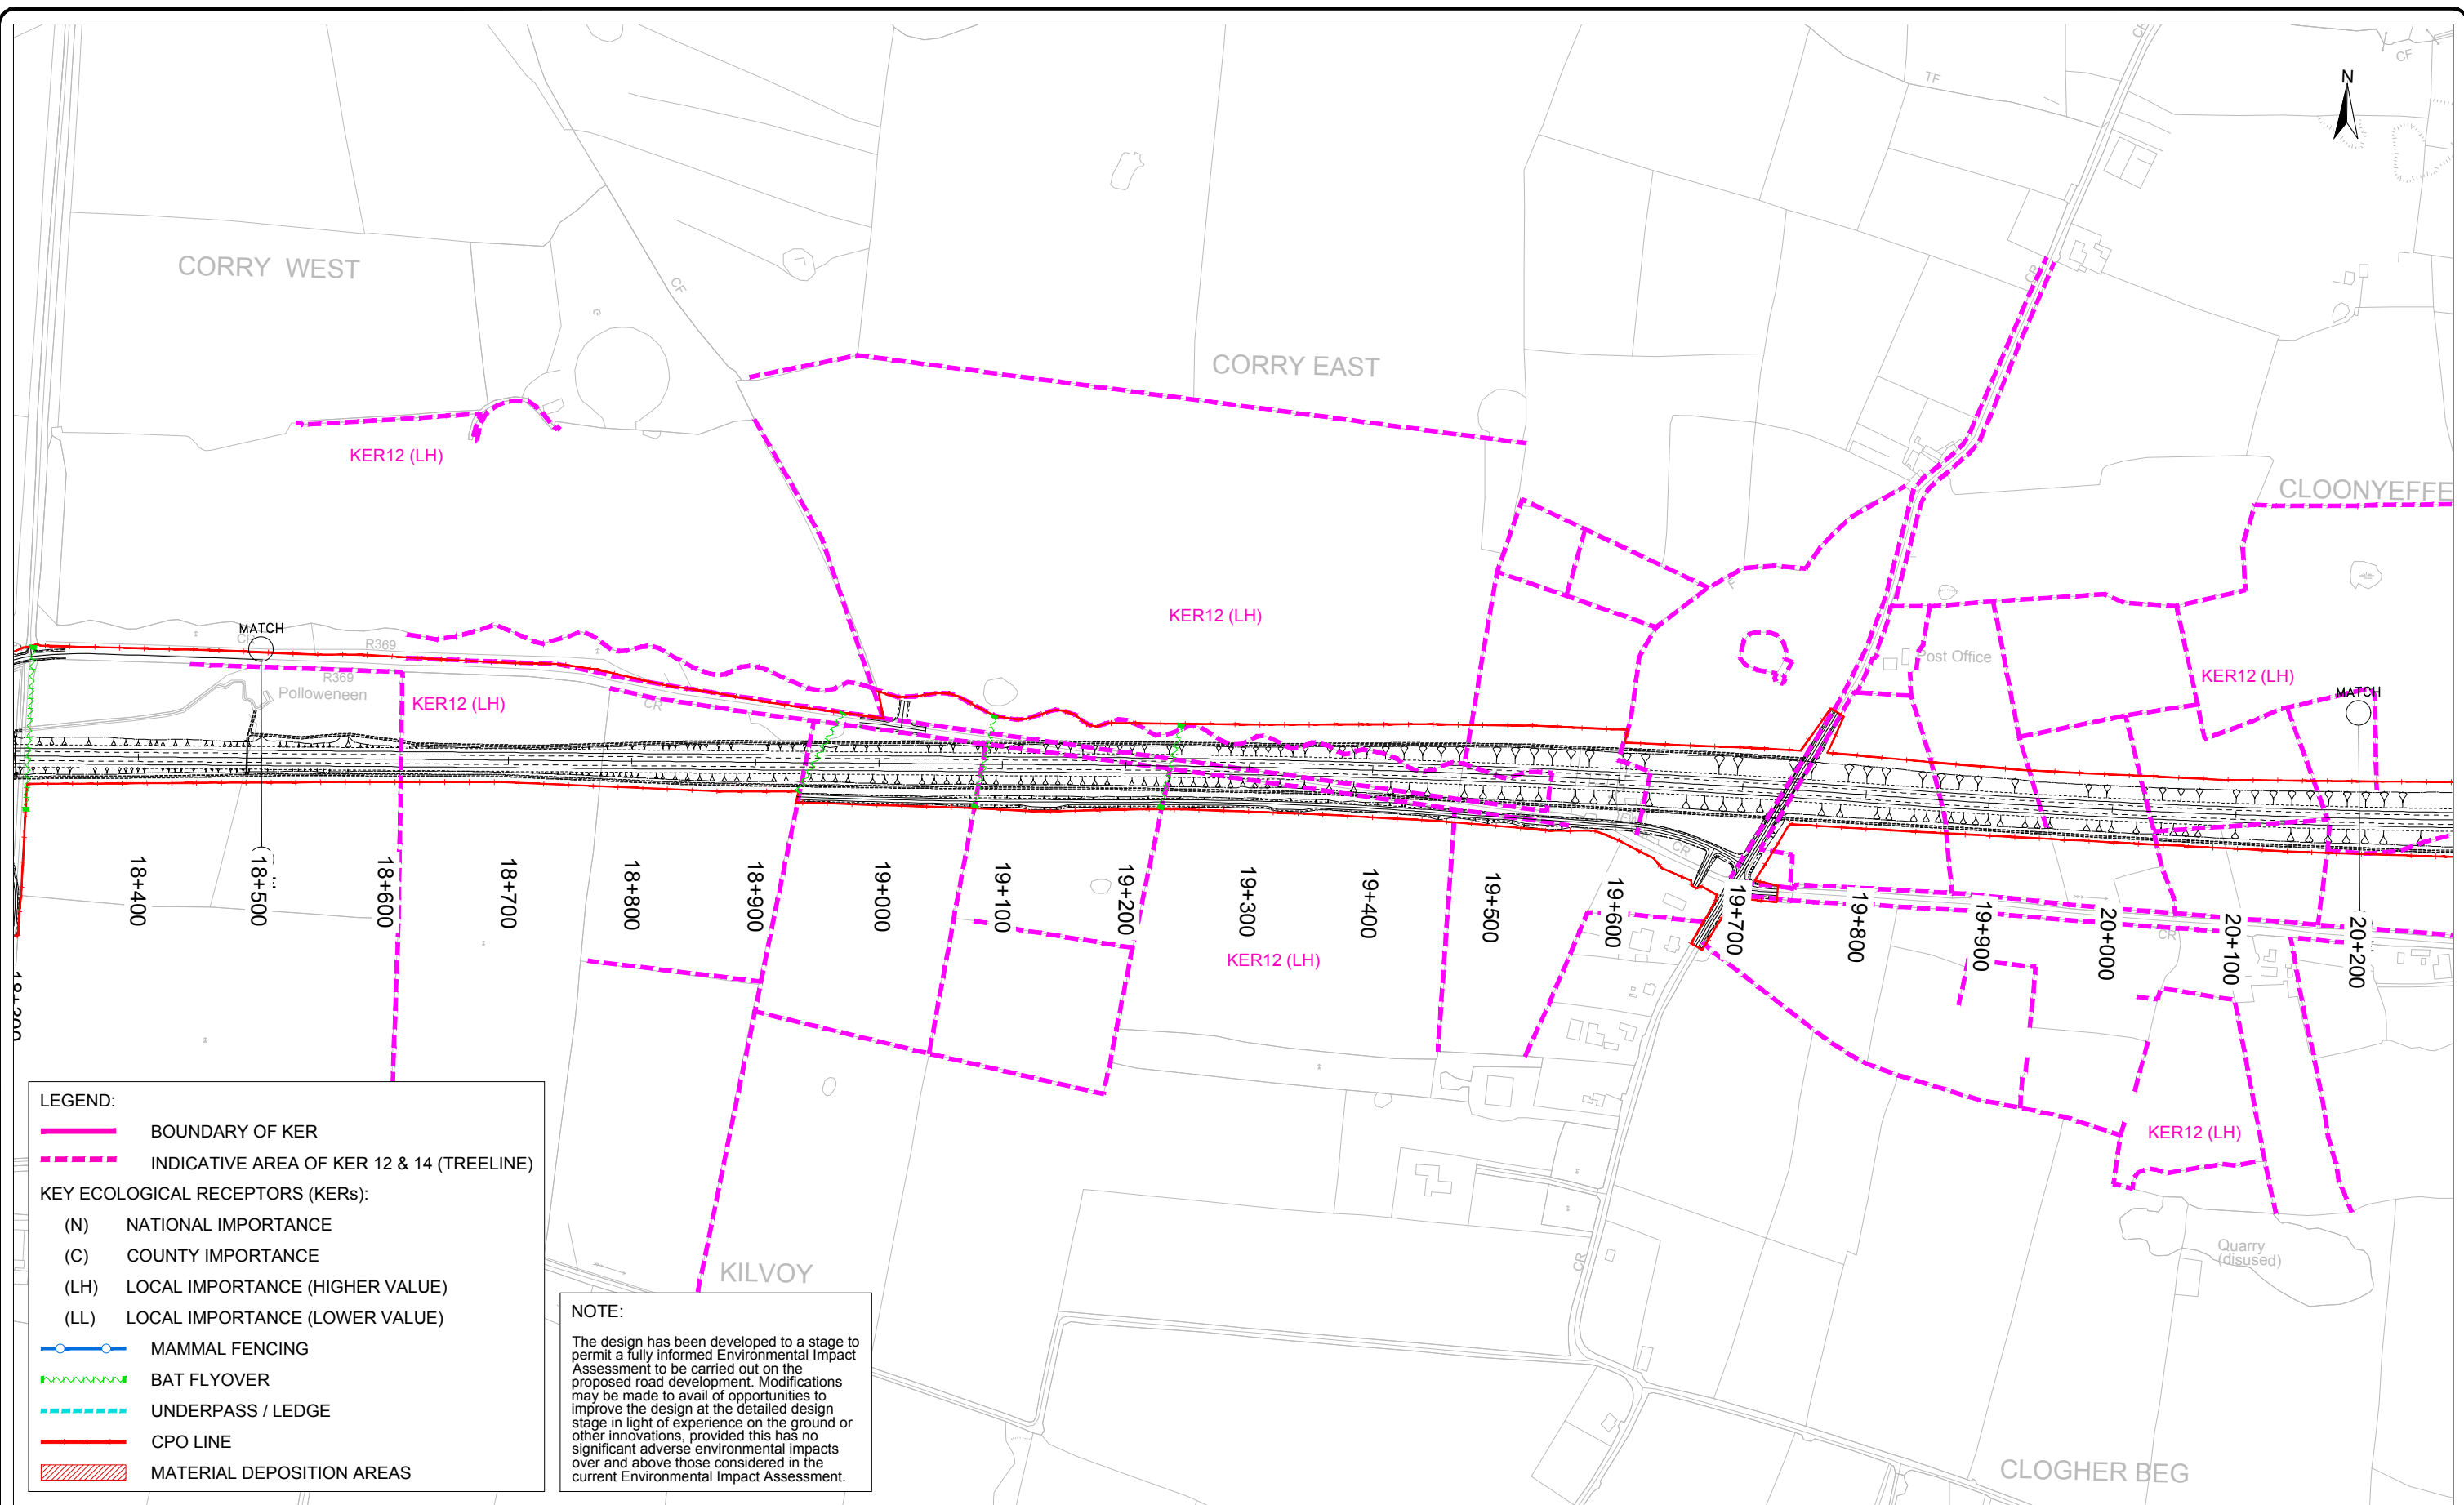 CF
CF
TF
N
CORRY WEST
CF
G
CR
CORRY EAST
KER12 (LH)
CLOONYEFFE
KER12 (LH)
MATCH
CR
R369
R369
Polloweneen
KER12 (LH)
CR
Post Office
KER12 (LH)
MATCH
18+400
18+500
18+600
18+700
18+800
18+900
19+000
19+100
19+200
19+300
19+400
19+500
19+600
19+700
19+800
19+900
20+000
20+100
20+200
CR
CR
KER12 (LH)
KER12 (LH)
Quarry
(disused)
CR
KILVOY
CLOGHER BEG
LEGEND:
BOUNDARY OF KER
INDICATIVE AREA OF KER 12 & 14 (TREELINE)
KEY ECOLOGICAL RECEPTORS (KERs):
(N) NATIONAL IMPORTANCE
(C) COUNTY IMPORTANCE
(LH) LOCAL IMPORTANCE (HIGHER VALUE)
(LL) LOCAL IMPORTANCE (LOWER VALUE)
MAMMAL FENCING
BAT FLYOVER
UNDERPASS / LEDGE
CPO LINE
MATERIAL DEPOSITION AREAS
NOTE:
The design has been developed to a stage to
permit a fully informed Environmental Impact
Assessment to be carried out on the
proposed road development. Modifications
may be made to avail of opportunities to
improve the design at the detailed design
stage in light of experience on the ground or
other innovations, provided this has no
significant adverse environmental impacts
over and above those considered in the
current Environmental Impact Assessment.